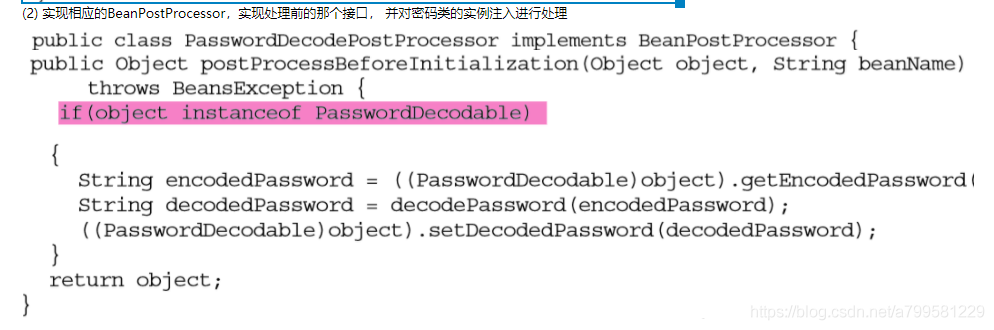 (2) 实现相应的BeanPostProcessor，实现处理前的那个接口， 并对密码类的实例注入进行处理
public class PasswordDecodePostProcessor implements BeanPostProcessor {
public Object postProcessBeforeInitialization(Object object, String beanName)
throws BeansException {
if(object instanceof PasswordDecodable)
{
String encodedPassword = ((PasswordDecodable)object).getEncodedPassword(
String decodedPassword = decodePassword(encodedPassword);
((PasswordDecodable)object).setDecodedPassword(decodedPassword);
}
return object;
}
https://blog.csdn.net/a799581229